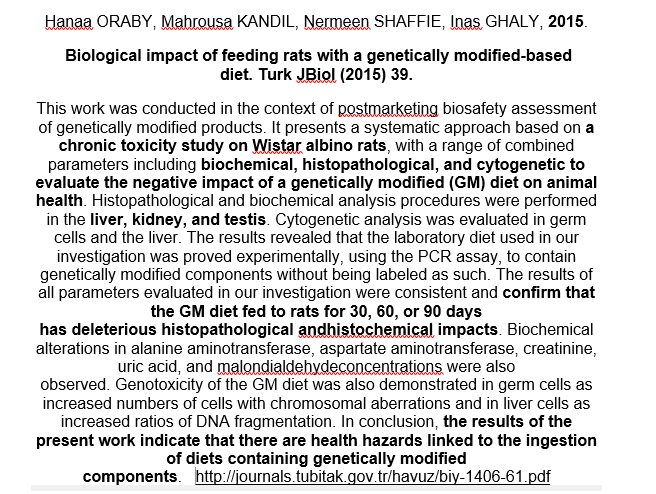 Hanaa ORABY, Mahrousa KANDIL, Nermeen SHAFFIE, Inas GHALY, 2015.
Biological impact of feeding rats with a genetically modified-based
diet. Turk JBiol (2015) 39.
This work was conducted in the context of postmarketing biosafety assessment
of genetically modified products. It presents a systematic approach based on a
chronic toxicity study on Wistar albino rats, with a range of combined
parameters including biochemical, histopathological, and cytogenetic to
evaluate the negative impact of a genetically modified (GM) diet on animal
health. Histopathological and biochemical analysis procedures were performed
in the liver, kidney, and testis. Cytogenetic analysis was evaluated in germ
cells and the liver. The results revealed that the laboratory diet used in our
investigation was proved experimentally, using the PCR assay, to contain
genetically modified components without being labeled as such. The results of
all parameters evaluated in our investigation were consistent and confirm that
the GM diet fed to rats for 30, 60, or 90 days
has deleterious histopathological andhistochemical impacts. Biochemical
alterations in alanine aminotransferase, aspartate aminotransferase, creatinine,
uric acid, and malondialdehydeconcentrations were also
observed. Genotoxicity of the GM diet was also demonstrated in germ cells as
increased numbers of cells with chromosomal aberrations and in liver cells as
increased ratios of DNA fragmentation. In conclusion, the results of the
present work indicate that there are health hazards linked to the ingestion
of diets containing genetically modified
components. http://journals.tubitak.gov.tr/havuz/biy-1406-61.pdf